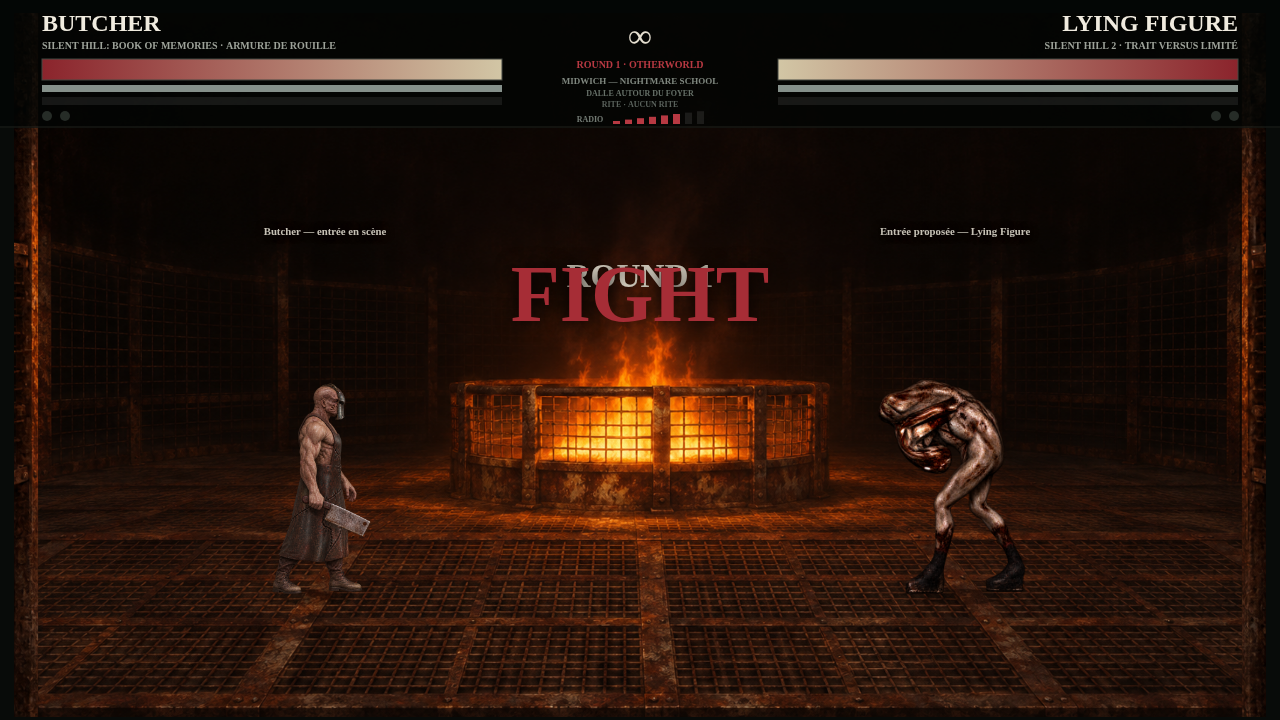 BUTCHER
SILENT HILL: BOOK OF MEMORIES · ARMURE DE ROUILLE
∞
ROUND 1 · OTHERWORLD
MIDWICH — NIGHTMARE SCHOOL
DALLE AUTOUR DU FOYER
RITE · AUCUN RITE
RADIO
LYING FIGURE
SILENT HILL 2 · TRAIT VERSUS LIMITÉ
Butcher — entrée en scène
Entrée proposée — Lying Figure
ROUND 1
FIGHT